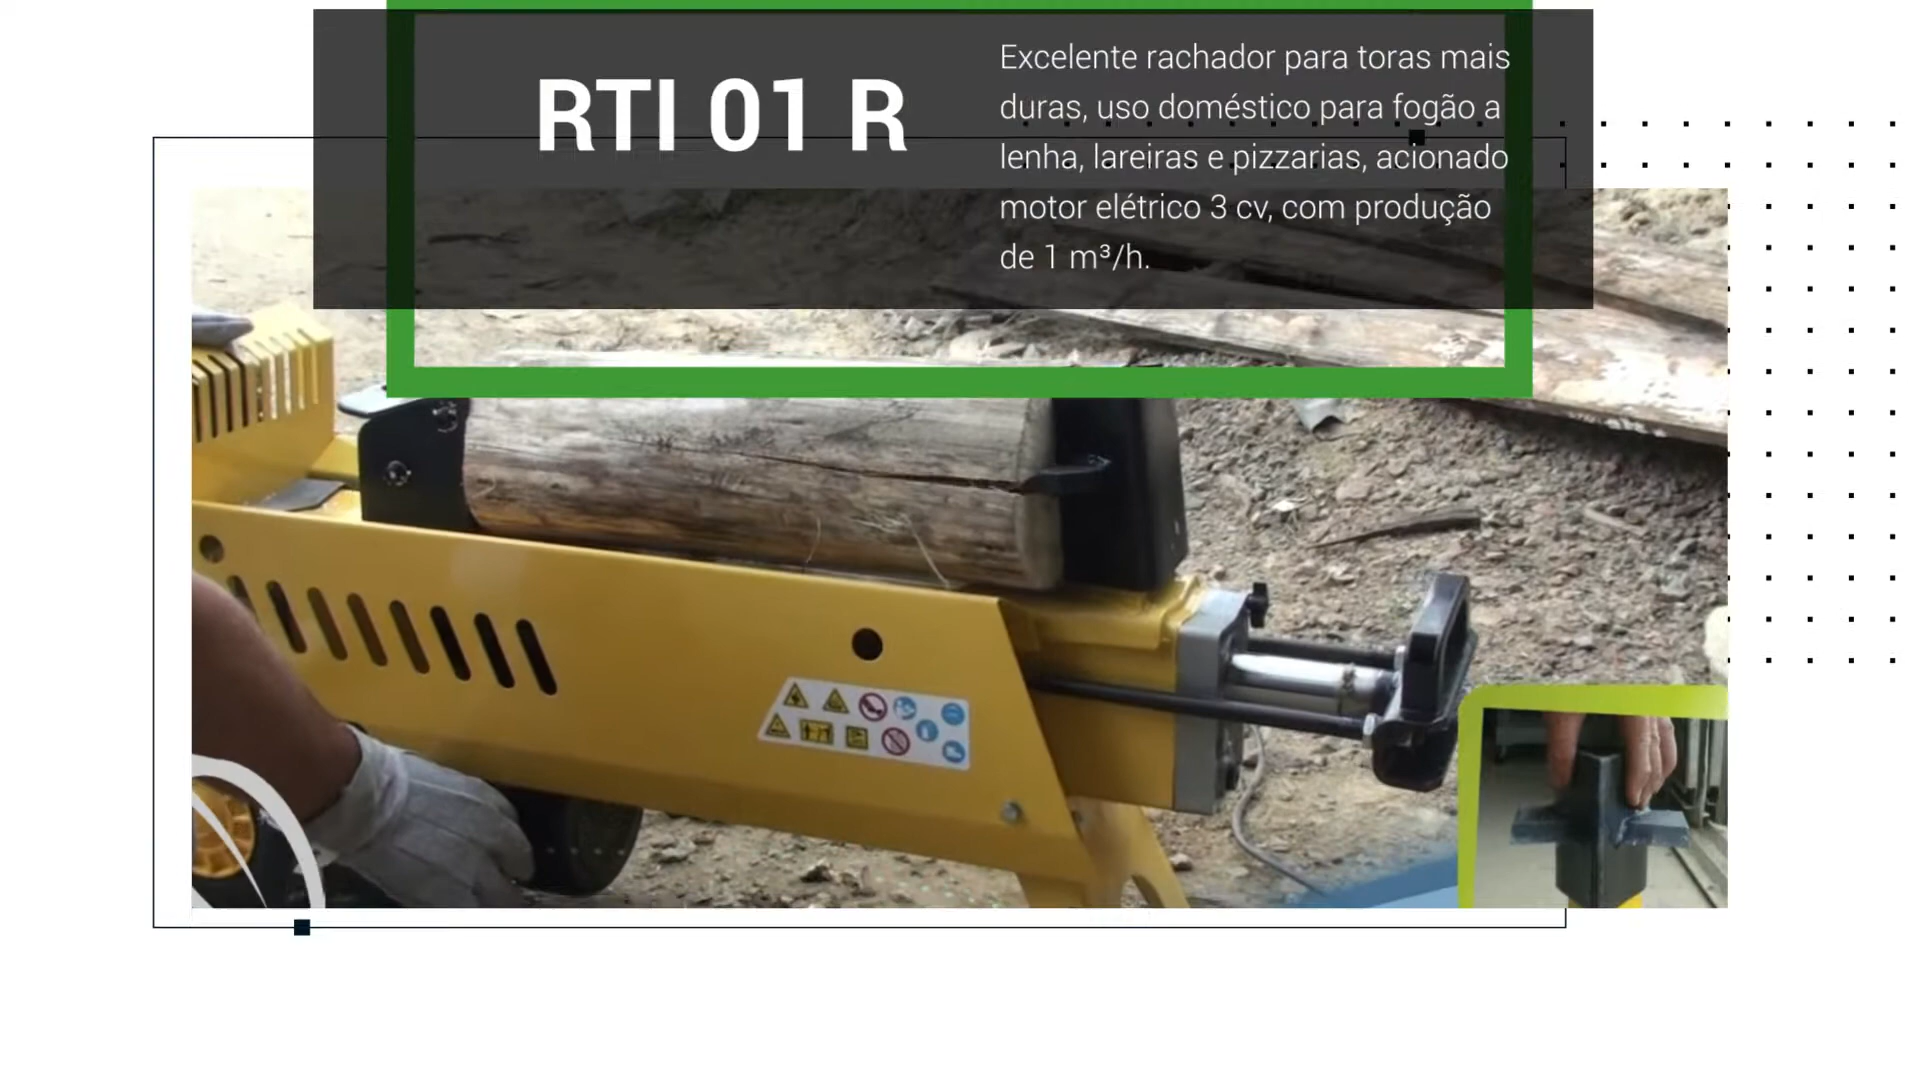 RTI 01 R
Excelente rachador para toras mais
duras, uso doméstico para fogão a
lenha, lareiras e pizzarias, acionado
motor elétrico 3 cv, com produção
de 1 m³/h.